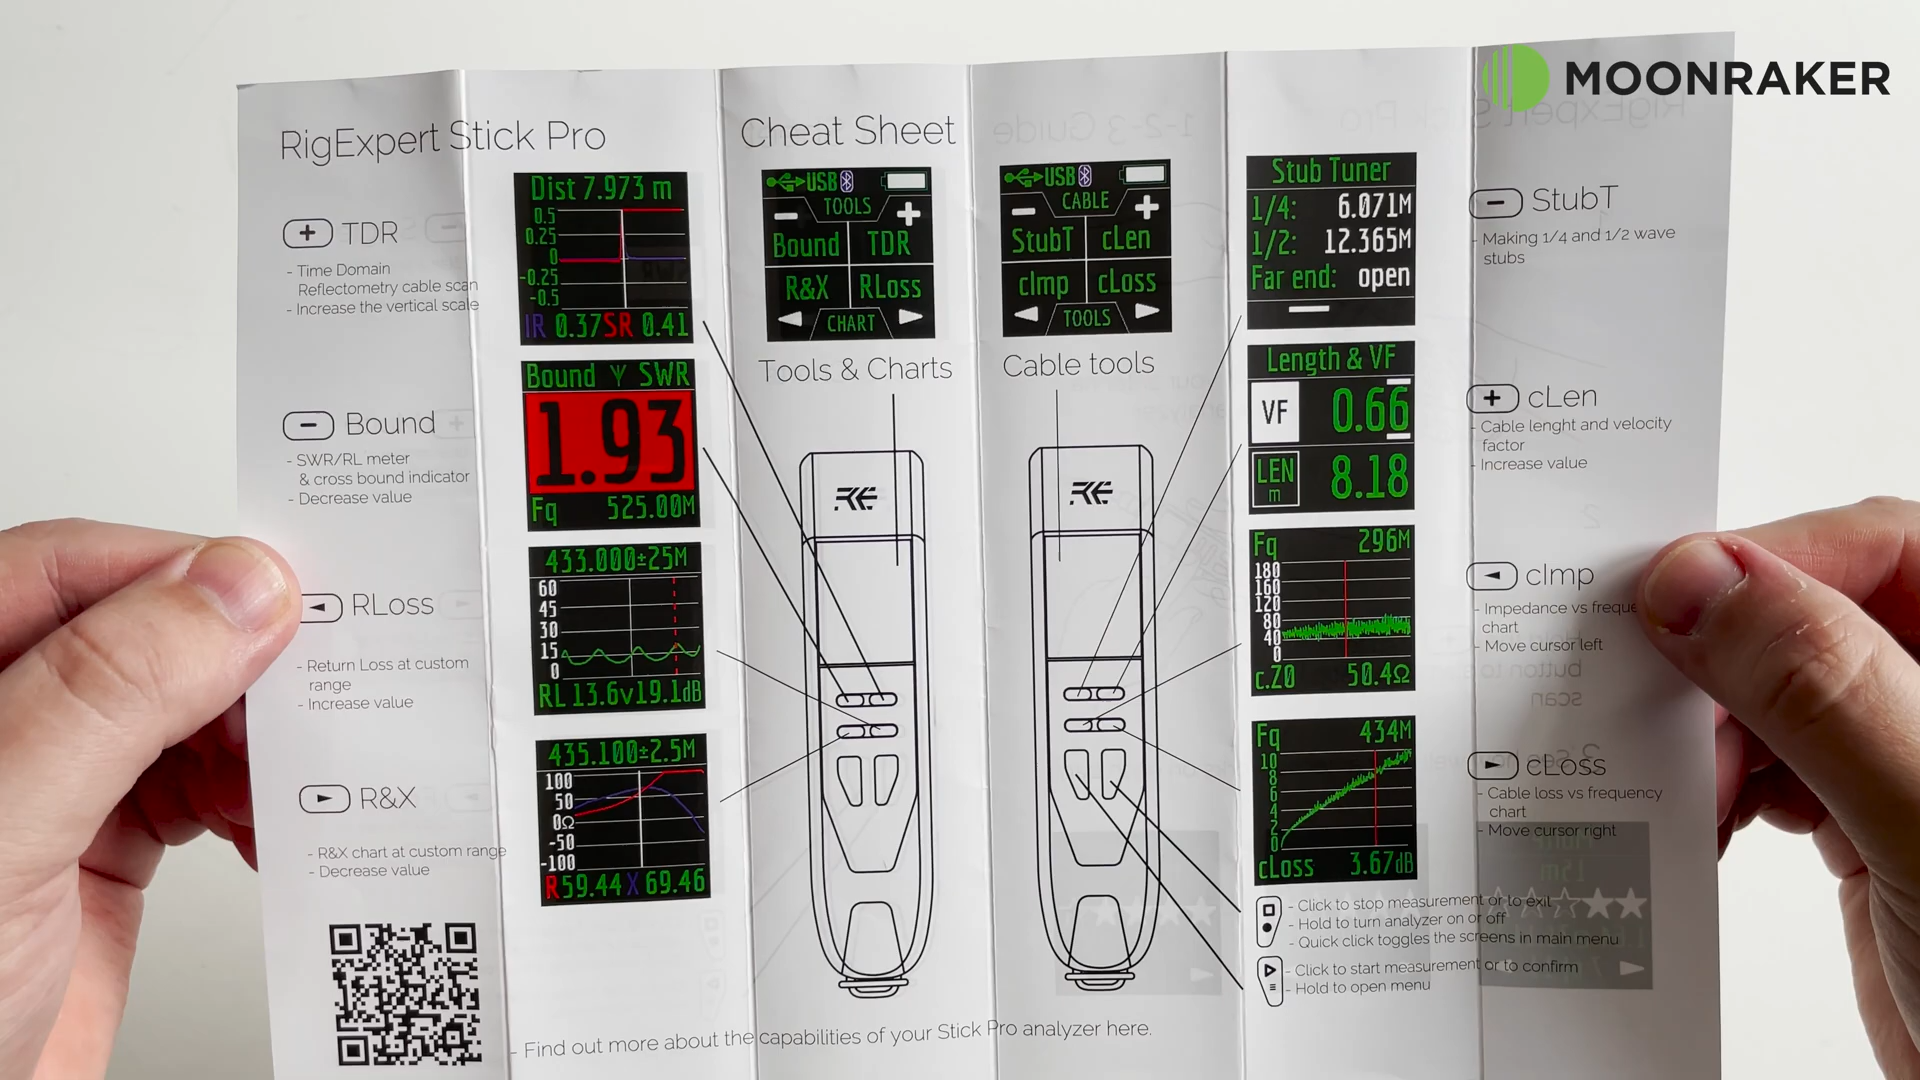 MOONRAKER
RigExpert Stick Pro
Cheat Sheet
+ TDR
- Time Domain
Reflectometry cable scan
- Increase the vertical scale
- Bound
- SWR/RL meter
& cross bound indicator
- Decrease value
◄ RLoss
- Return Loss at custom
range
- Increase value
► R&X
- R&X chart at custom range
- Decrease value
Dist 7.973 m
0.5
0.25
0
-0.25
-0.5
IR 0.37 SR 0.41
Bound SWR
1.93
Fq 525.00M
433.000±25M
60
45
30
15
0
RL 13.6v19.1dB
435.100±2.5M
100
50
0Ω
-50
-100
R 59.44 X 69.46
USB
TOOLS
- +
Bound TDR
R&X RLoss
◄ CHART ►
Tools & Charts
RE
USB
CABLE
- +
StubT cLen
cImp cLoss
◄ TOOLS ►
Cable tools
RE
Stub Tuner
1/4: 6.071M
1/2: 12.365M
Far end: open
Length & VF
VF 0.66
LEN m 8.18
Fq 296M
180
160
120
80
40
0
c.Z0 50.4Ω
Fq 434M
10
8
6
4
2
0
cLoss 3.67dB
- StubT
- Making 1/4 and 1/2 wave
stubs
+ cLen
- Cable lenght and velocity
factor
- Increase value
◄ cImp
- Impedance vs freque
chart
- Move cursor left
► cLoss
- Cable loss vs frequency
chart
- Move cursor right
- Click to stop measurement or to exit
- Hold to turn analyzer on or off
- Quick click toggles the screens in main menu
- Click to start measurement or to confirm
- Hold to open menu
- Find out more about the capabilities of your Stick Pro analyzer here.